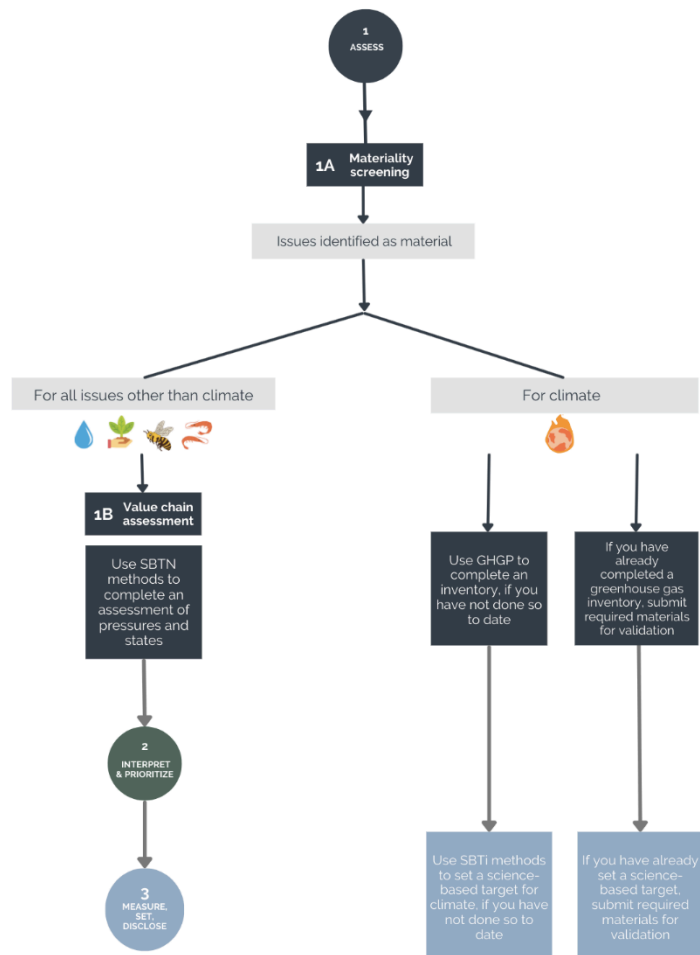 1
ASSESS
1A Materiality
screening
Issues identified as material
For all issues other than climate
For climate
1B Value chain
assessment
Use SBTN
methods to
complete an
assessment of
pressures and
states
Use GHGP to
complete an
inventory, if you
have not done so
to date
If you have
already
completed a
greenhouse gas
inventory, submit
required materials
for validation
2
INTERPRET
& PRIORITIZE
3
MEASURE,
SET,
DISCLOSE
Use SBTi methods
to set a science-
based target for
climate, if you have
not done so to
date
If you have already
set a science-
based target,
submit required
materials for
validation